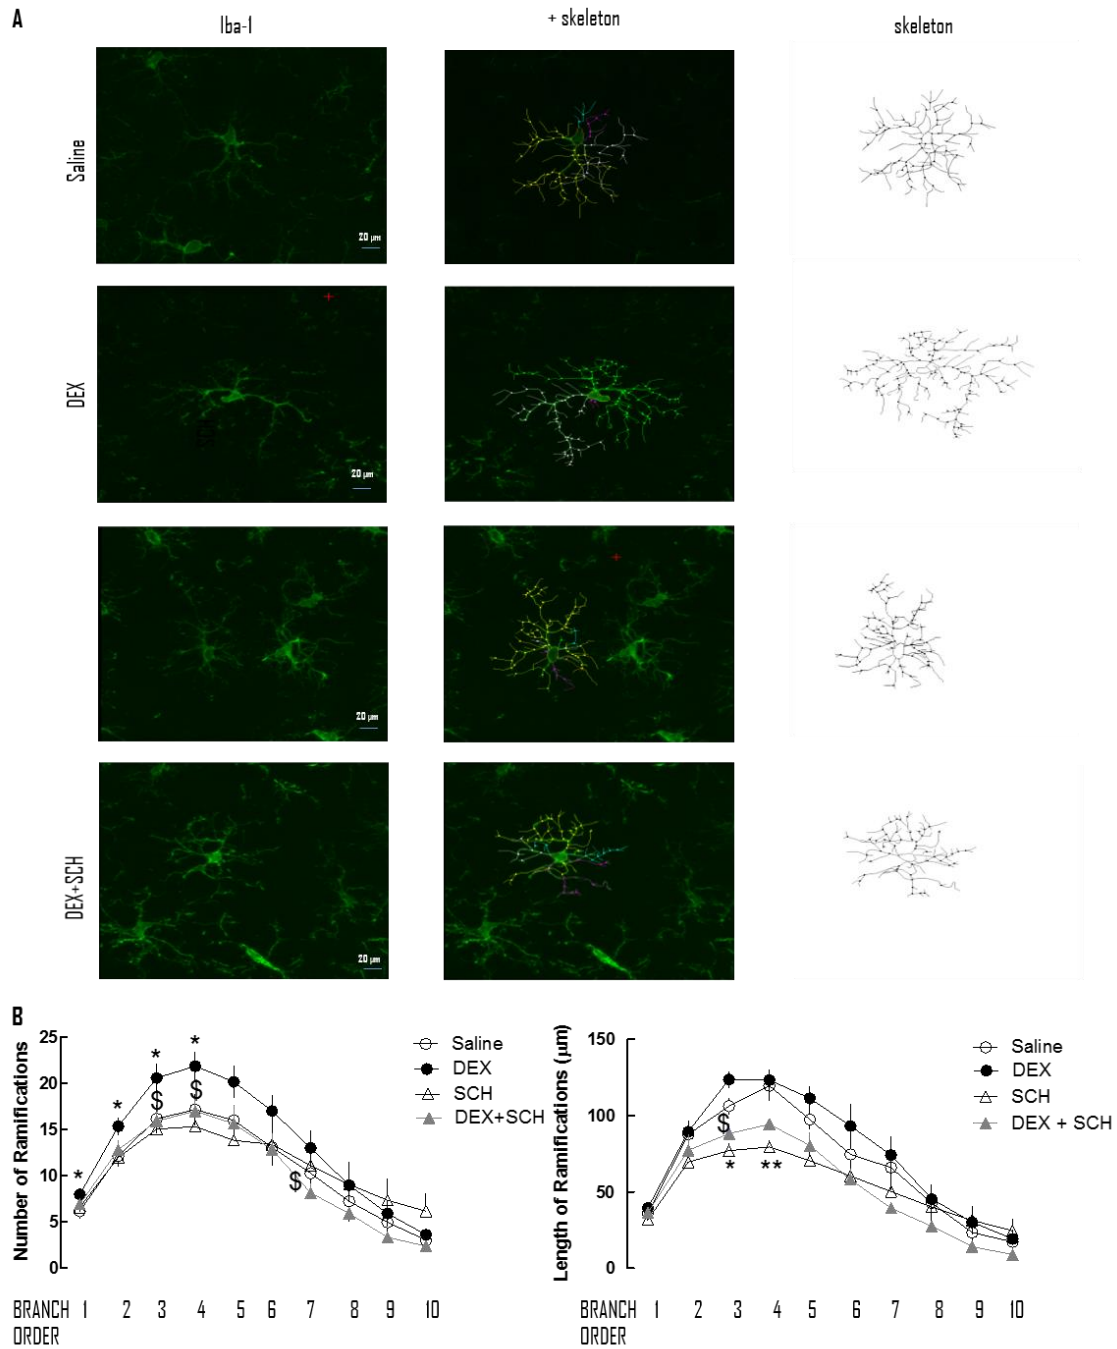 A
Iba-1
+ skeleton
skeleton
Saline
20 µm
DEX
20 µm
20 µm
DEX+SCH
20 µm
B
Number of Ramifications
25
20
15
10
5
0
* * * *
$ $ $
Saline
DEX
SCH
DEX+SCH
BRANCH ORDER
1 2 3 4 5 6 7 8 9 10
Length of Ramifications (µm)
150
100
50
0
$
* **
Saline
DEX
SCH
DEX + SCH
BRANCH ORDER
1 2 3 4 5 6 7 8 9 10